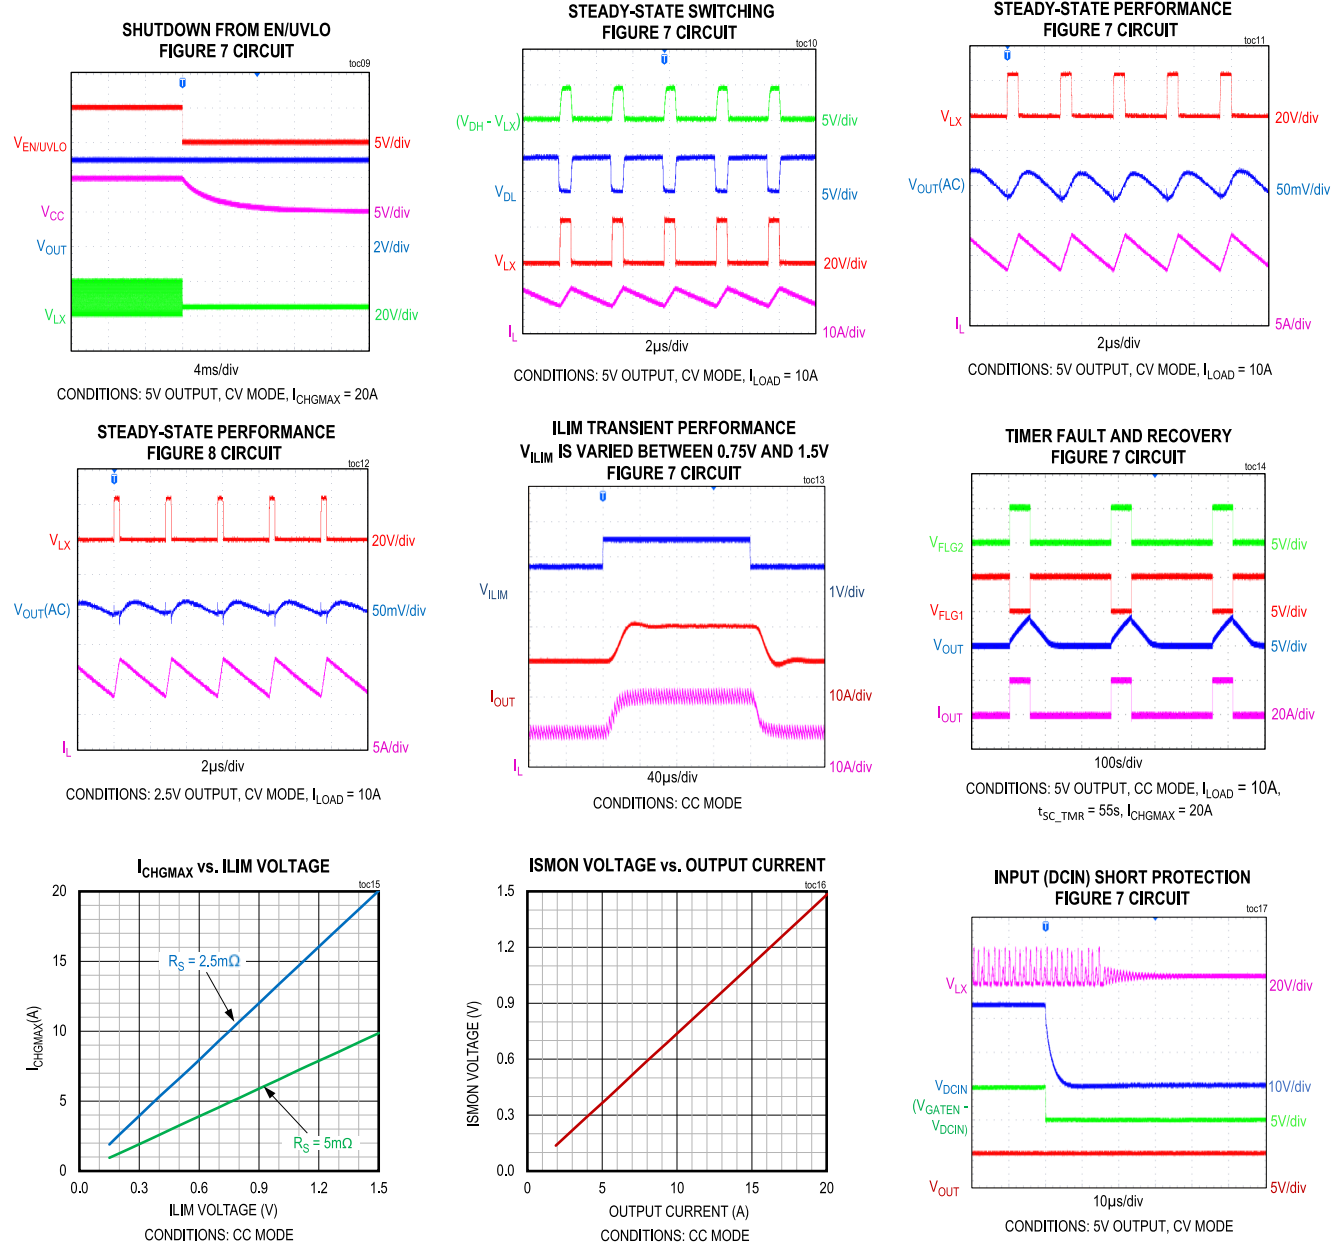 SHUTDOWN FROM EN/UVLO
FIGURE 7 CIRCUIT
toc09
T
VEN/UVLO
5V/div
VCC
5V/div
VOUT
2V/div
VLX
20V/div
4ms/div
CONDITIONS: 5V OUTPUT, CV MODE, ICHGMAX = 20A
STEADY-STATE SWITCHING
FIGURE 7 CIRCUIT
toc10
T
(VDH - VLX)
5V/div
VDL
5V/div
VLX
20V/div
IL
10A/div
2µs/div
CONDITIONS: 5V OUTPUT, CV MODE, ILOAD = 10A
STEADY-STATE PERFORMANCE
FIGURE 7 CIRCUIT
toc11
T
VLX
20V/div
VOUT(AC)
50mV/div
IL
5A/div
2µs/div
CONDITIONS: 5V OUTPUT, CV MODE, ILOAD = 10A
STEADY-STATE PERFORMANCE
FIGURE 8 CIRCUIT
toc12
T
VLX
20V/div
VOUT(AC)
50mV/div
IL
5A/div
2µs/div
CONDITIONS: 2.5V OUTPUT, CV MODE, ILOAD = 10A
ILIM TRANSIENT PERFORMANCE
VILIM IS VARIED BETWEEN 0.75V AND 1.5V
FIGURE 7 CIRCUIT
toc13
T
VILIM
1V/div
IOUT
10A/div
IL
10A/div
40µs/div
CONDITIONS: CC MODE
TIMER FAULT AND RECOVERY
FIGURE 7 CIRCUIT
toc14
VFLG2
5V/div
VFLG1
5V/div
VOUT
5V/div
IOUT
20A/div
100s/div
CONDITIONS: 5V OUTPUT, CC MODE, ILOAD = 10A,
tSC_TMR = 55s, ICHGMAX = 20A
ICHGMAX vs. ILIM VOLTAGE
toc15
20
15
10
5
0
ICHGMAX(A)
RS = 2.5mΩ
RS = 5mΩ
0.0 0.3 0.6 0.9 1.2 1.5
ILIM VOLTAGE (V)
CONDITIONS: CC MODE
ISMON VOLTAGE vs. OUTPUT CURRENT
toc16
1.5
1.2
0.9
0.6
0.3
0.0
ISMON VOLTAGE (V)
0 5 10 15 20
OUTPUT CURRENT (A)
CONDITIONS: CC MODE
INPUT (DCIN) SHORT PROTECTION
FIGURE 7 CIRCUIT
toc17
T
VLX
20V/div
VDCIN
10V/div
(VGATEN -
VDCIN)
5V/div
VOUT
5V/div
10µs/div
CONDITIONS: 5V OUTPUT, CV MODE